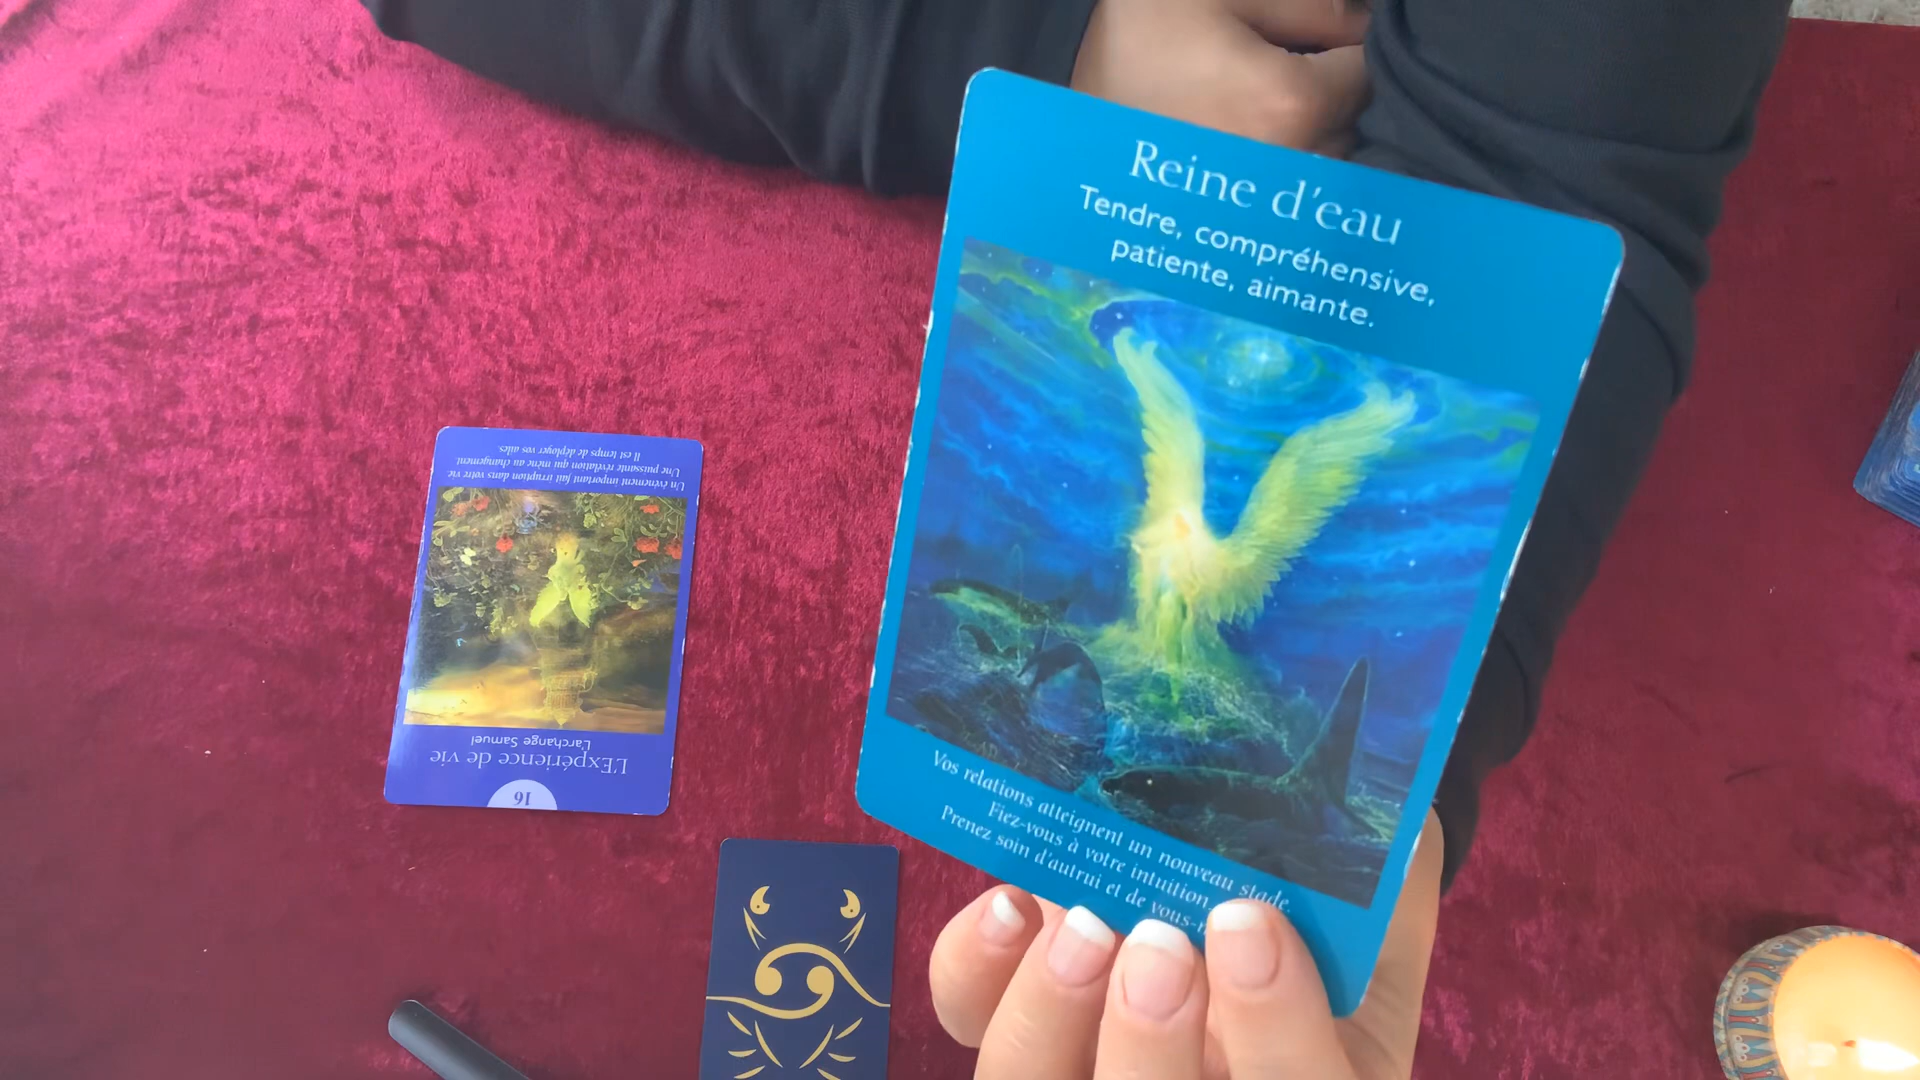 Reine d'eau
Tendre, compréhensive,
patiente, aimante.
Vos relations atteignent un nouveau stade.
Fiez-vous à votre intuition.
Prenez soin d'autrui et de
16
L'Expérience de vie
L'archange Samuel
Un événement important fait irruption dans votre vie
Une puissante révélation qui mène au changement.
Il est temps de déployer vos ailes.